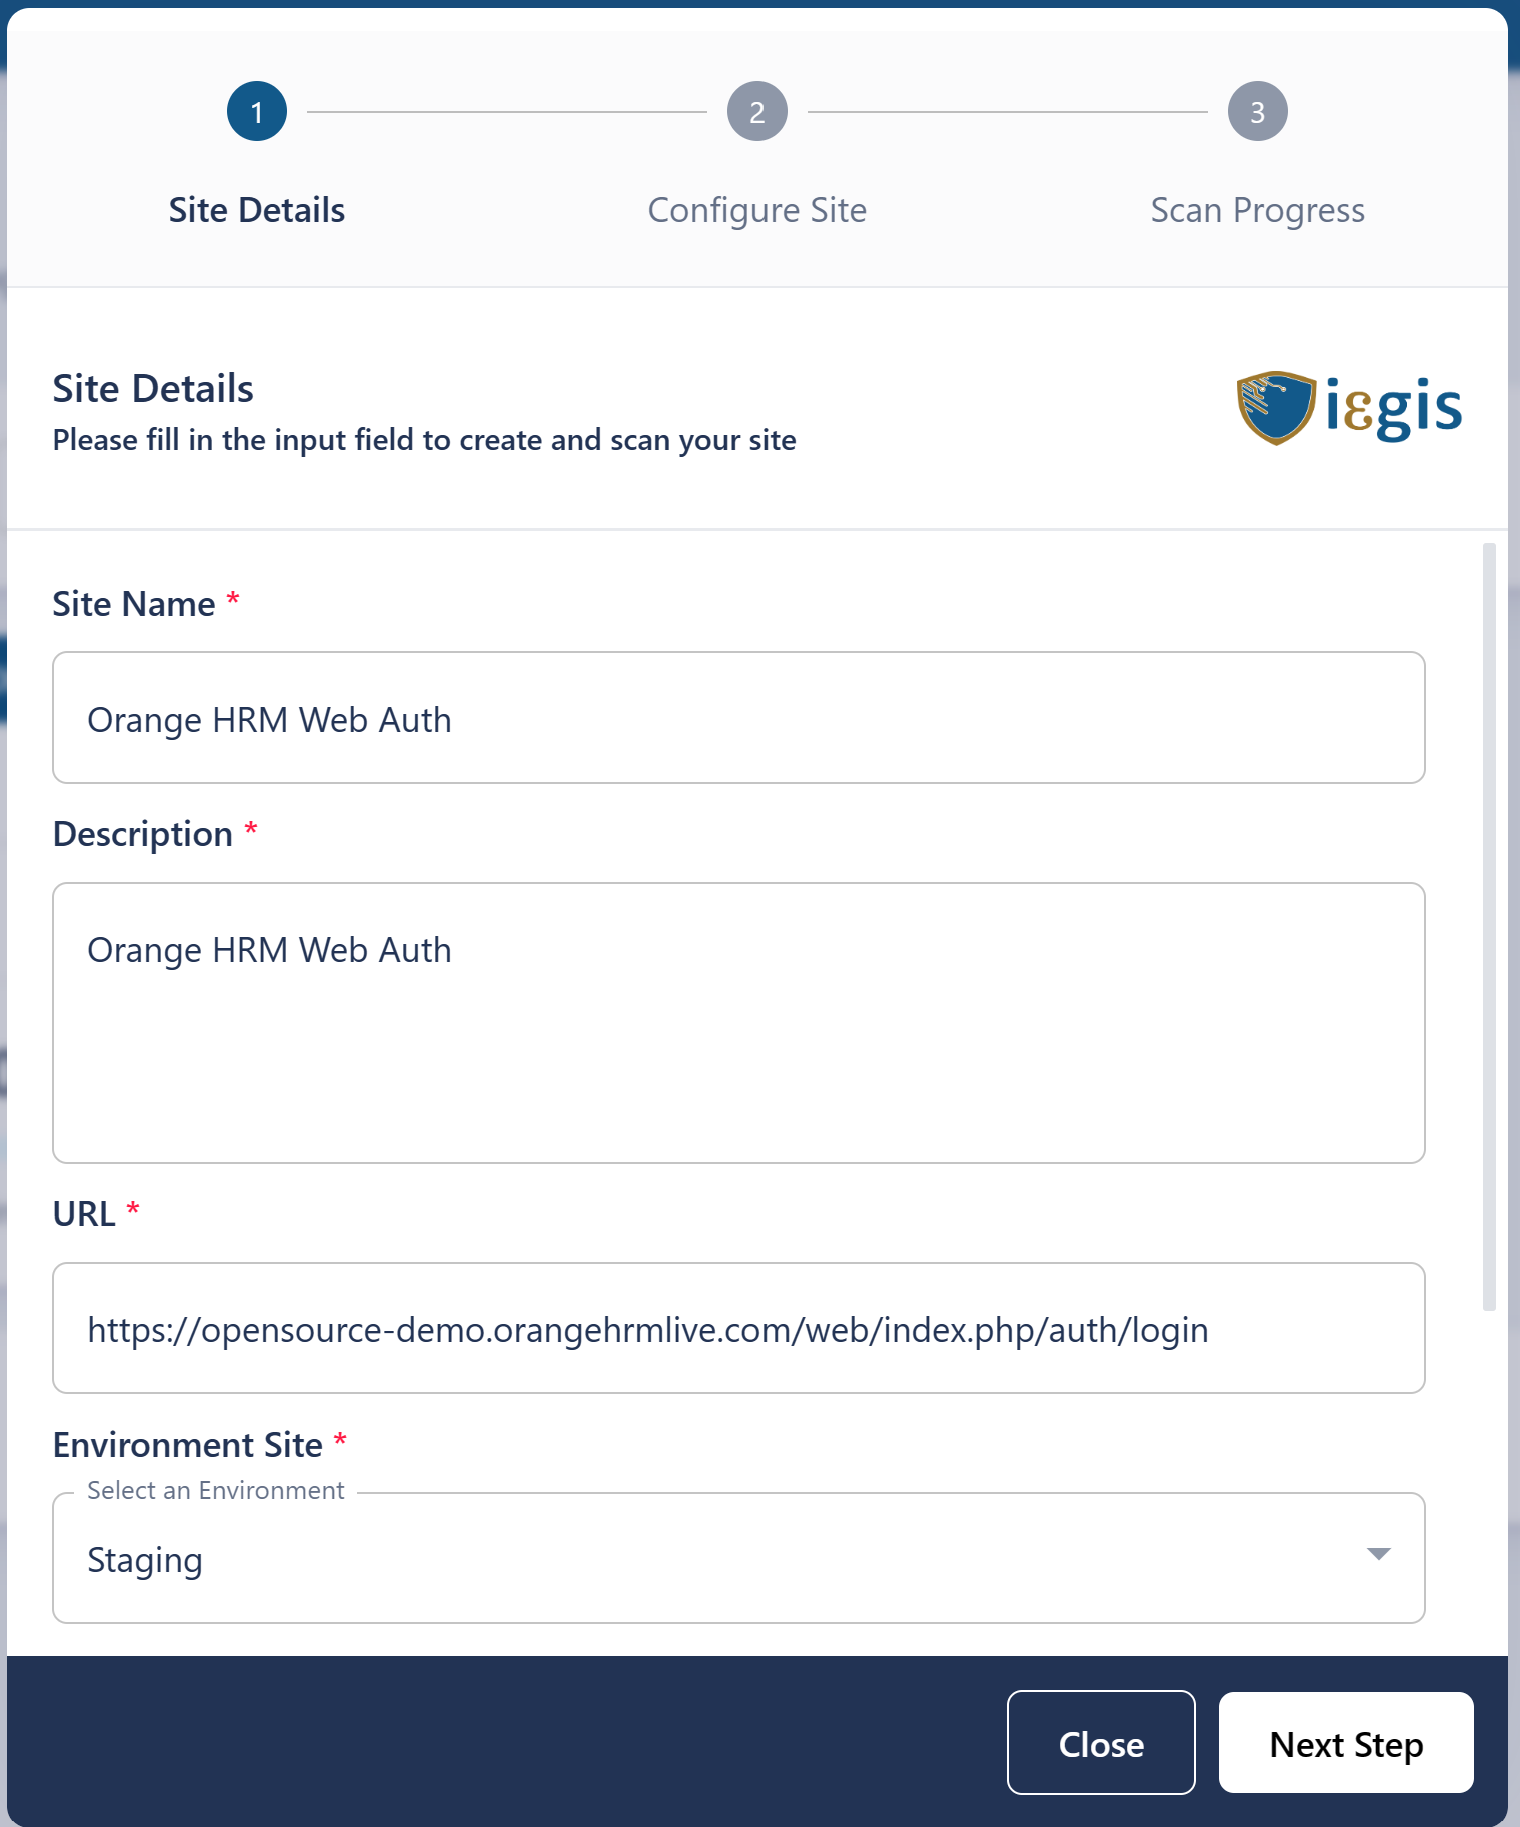 1
2
3
Site Details
Configure Site
Scan Progress
Site Details
Please fill in the input field to create and scan your site
iεgis
Site Name *
Orange HRM Web Auth
Description *
Orange HRM Web Auth
URL *
https://opensource-demo.orangehrmlive.com/web/index.php/auth/login
Environment Site *
Select an Environment
Staging
Close
Next Step